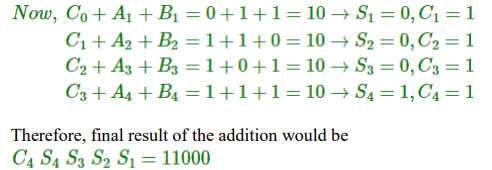 Now, C₀ + A₁ + B₁ = 0 + 1 + 1 = 10 → S₁ = 0, C₁ = 1
C₁ + A₂ + B₂ = 1 + 1 + 0 = 10 → S₂ = 0, C₂ = 1
C₂ + A₃ + B₃ = 1 + 0 + 1 = 10 → S₃ = 0, C₃ = 1
C₃ + A₄ + B₄ = 1 + 1 + 1 = 10 → S₄ = 1, C₄ = 1
Therefore, final result of the addition would be
C₄ S₄ S₃ S₂ S₁ = 11000